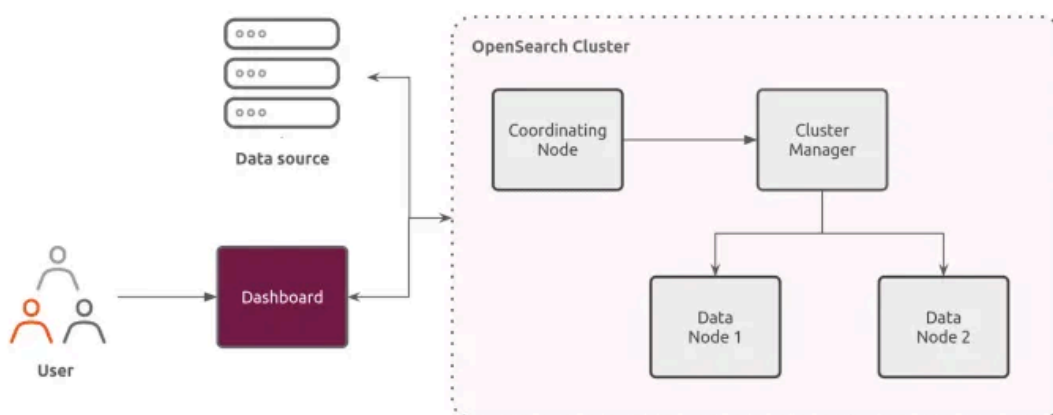 OpenSearch Cluster
Coordinating
Node
Cluster
Manager
Data source
Dashboard
Data
Node 1
Data
Node 2
User